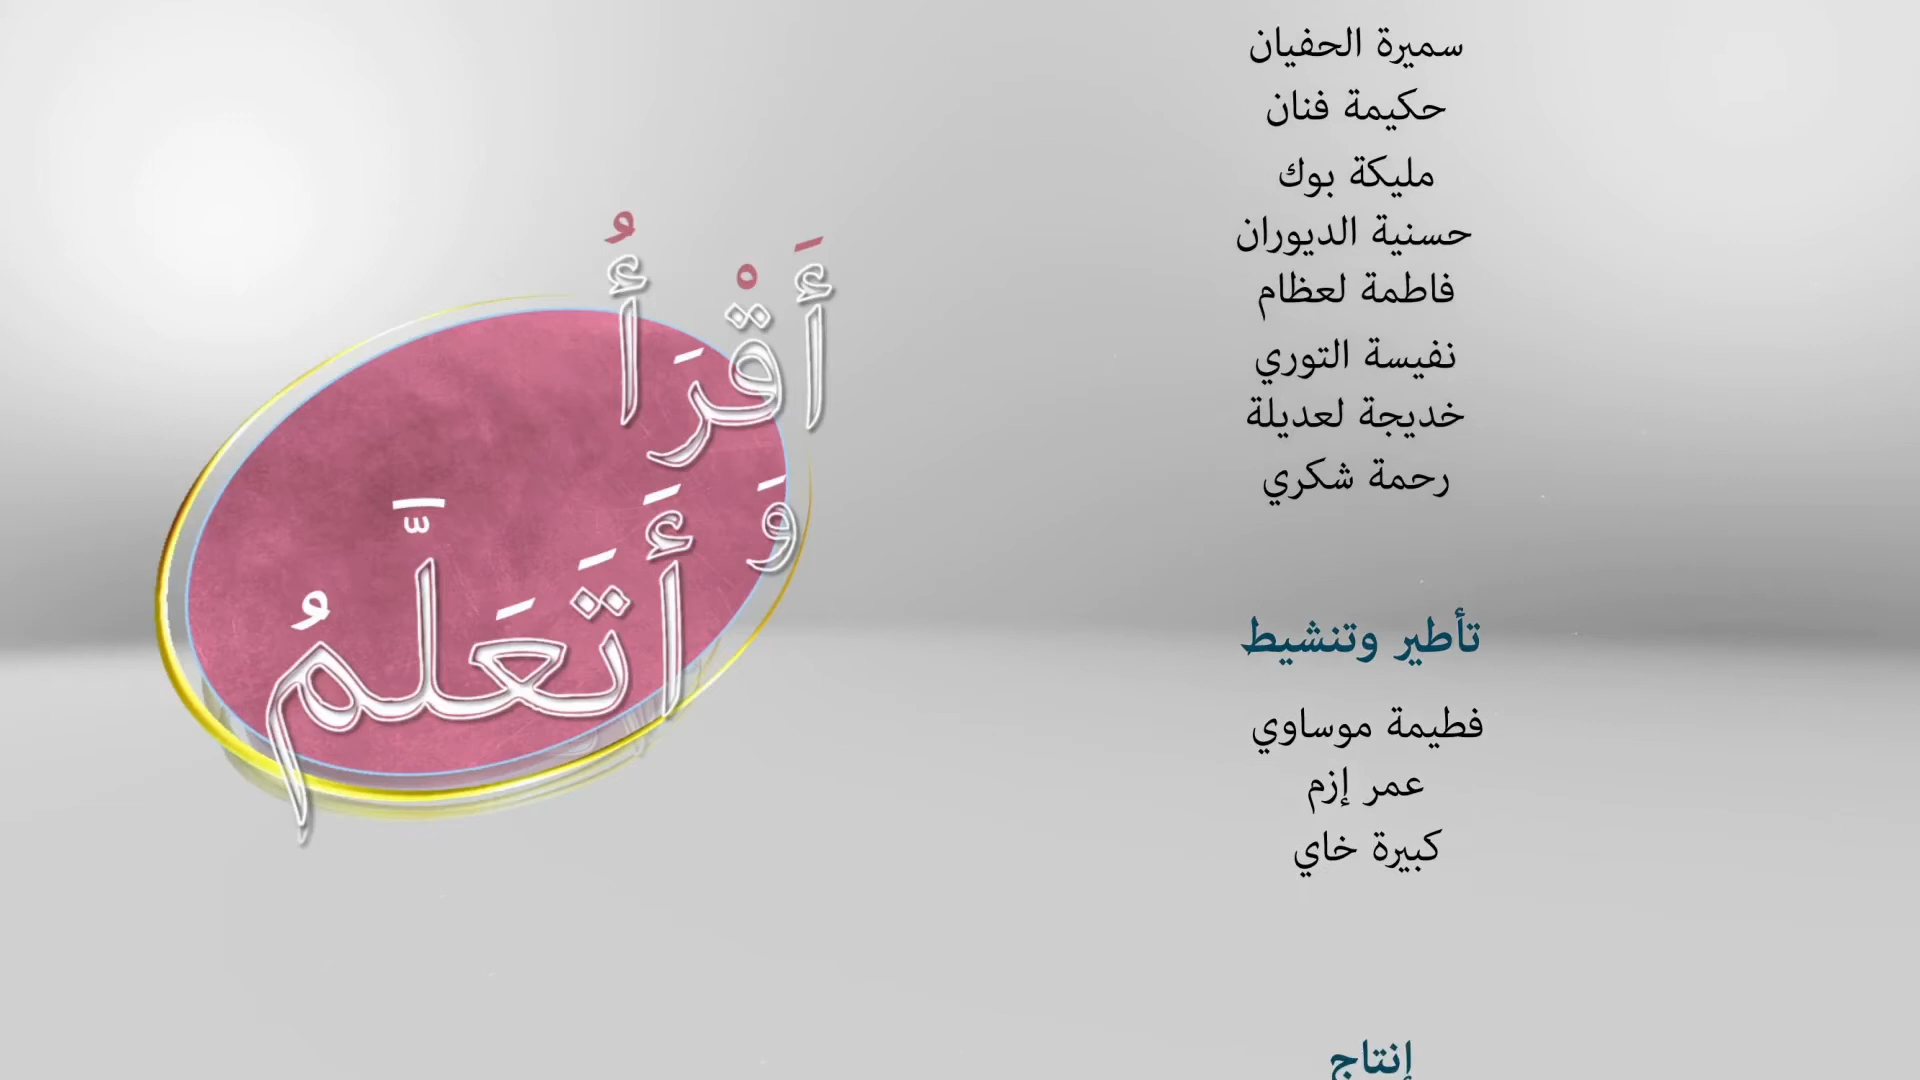 أَقْرَأُ
وَ
أَتَعَلَّمُ
سميرة الحفيان
حكيمة فنان
مليكة بوك
حسنية الديوران
فاطمة لعظام
نفيسة التوري
خديجة لعديلة
رحمة شكري
تأطير وتنشيط
فطيمة موساوي
عمر إزم
كبيرة خاي
إنتاج